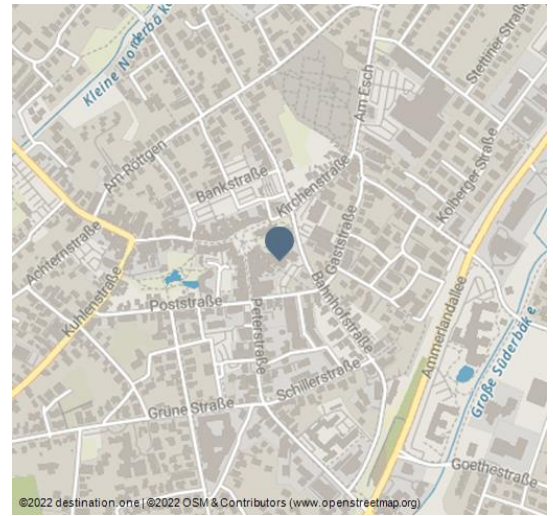 Kleine Norderbäke
Stettiner Straße
Am Esch
Am-Röttgen
Kolberger Straße
Bankstraße
Kirchenstraße
Achternstraße
Gaststraße
Kuhlenstraße
Bahnhofstraße
Poststraße
Peterstraße
Ammerlandallee
Schillerstraße
Große Süderbäke
Grüne Straße
Goethestraße
©2022 destination.one | ©2022 OSM & Contributors (www.openstreetmap.org)